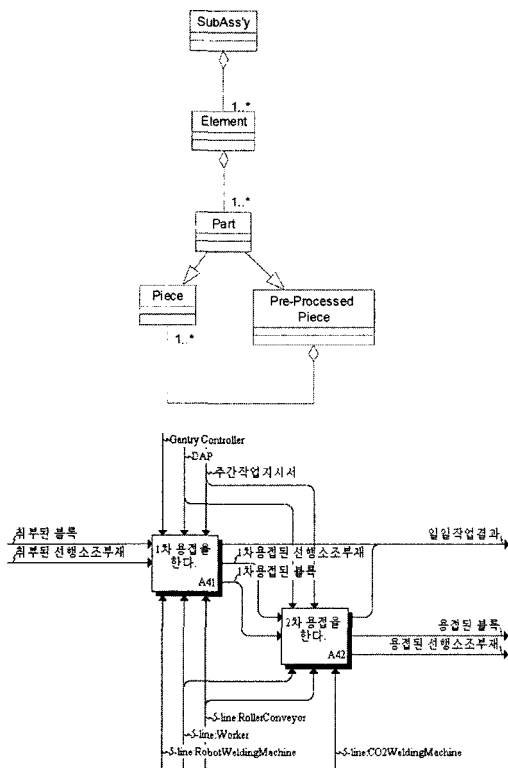 SubAss'y
1..*
Element
1..*
Part
Piece
Pre-Processed
Piece
1..*
Gantry Controller
DAP
주간작업지시서
취부된 블록
취부된 선행소조부재
1차 용접을
한다.
A41
1차용접된 선행소조부재
1차용접된 블록
일일작업결과
2차 용접을
한다.
A42
용접된 블록
용접된 선행소조부재
5-line:RollerConveyor
5-line:Worker
5-line:RobotWeldingMachine
5-line:CO2WeldingMachine